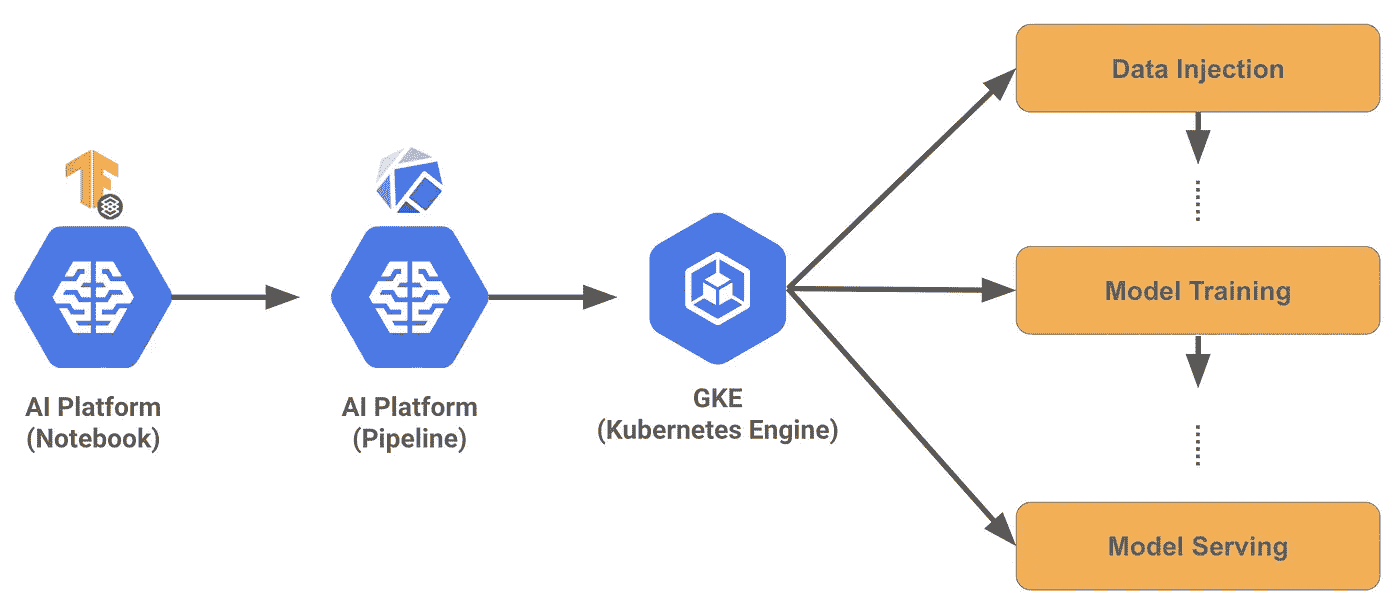 Data Injection
AI Platform
(Notebook)
AI Platform
(Pipeline)
GKE
(Kubernetes Engine)
Model Training
Model Serving